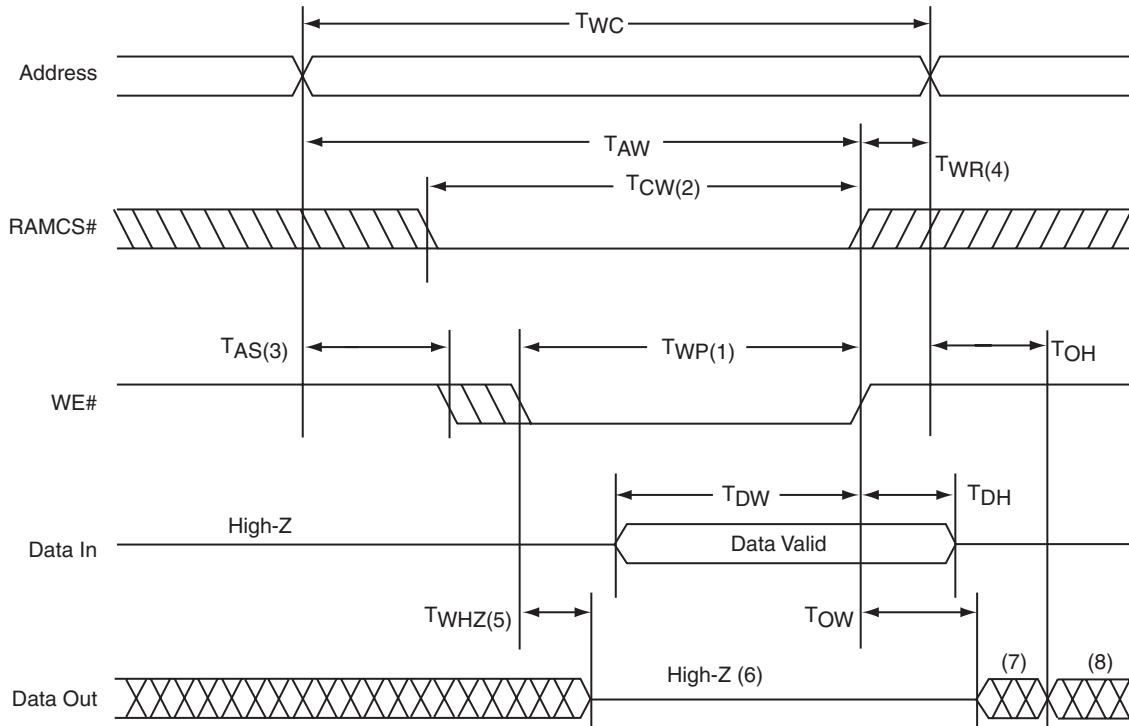 TWC
Address
TAW
TWR(4)
TCW(2)
RAMCS#
TAS(3)
TWP(1)
TOH
WE#
TDW
TDH
High-Z
Data In
Data Valid
TWHZ(5)
TOW
High-Z (6)
(7)
(8)
Data Out